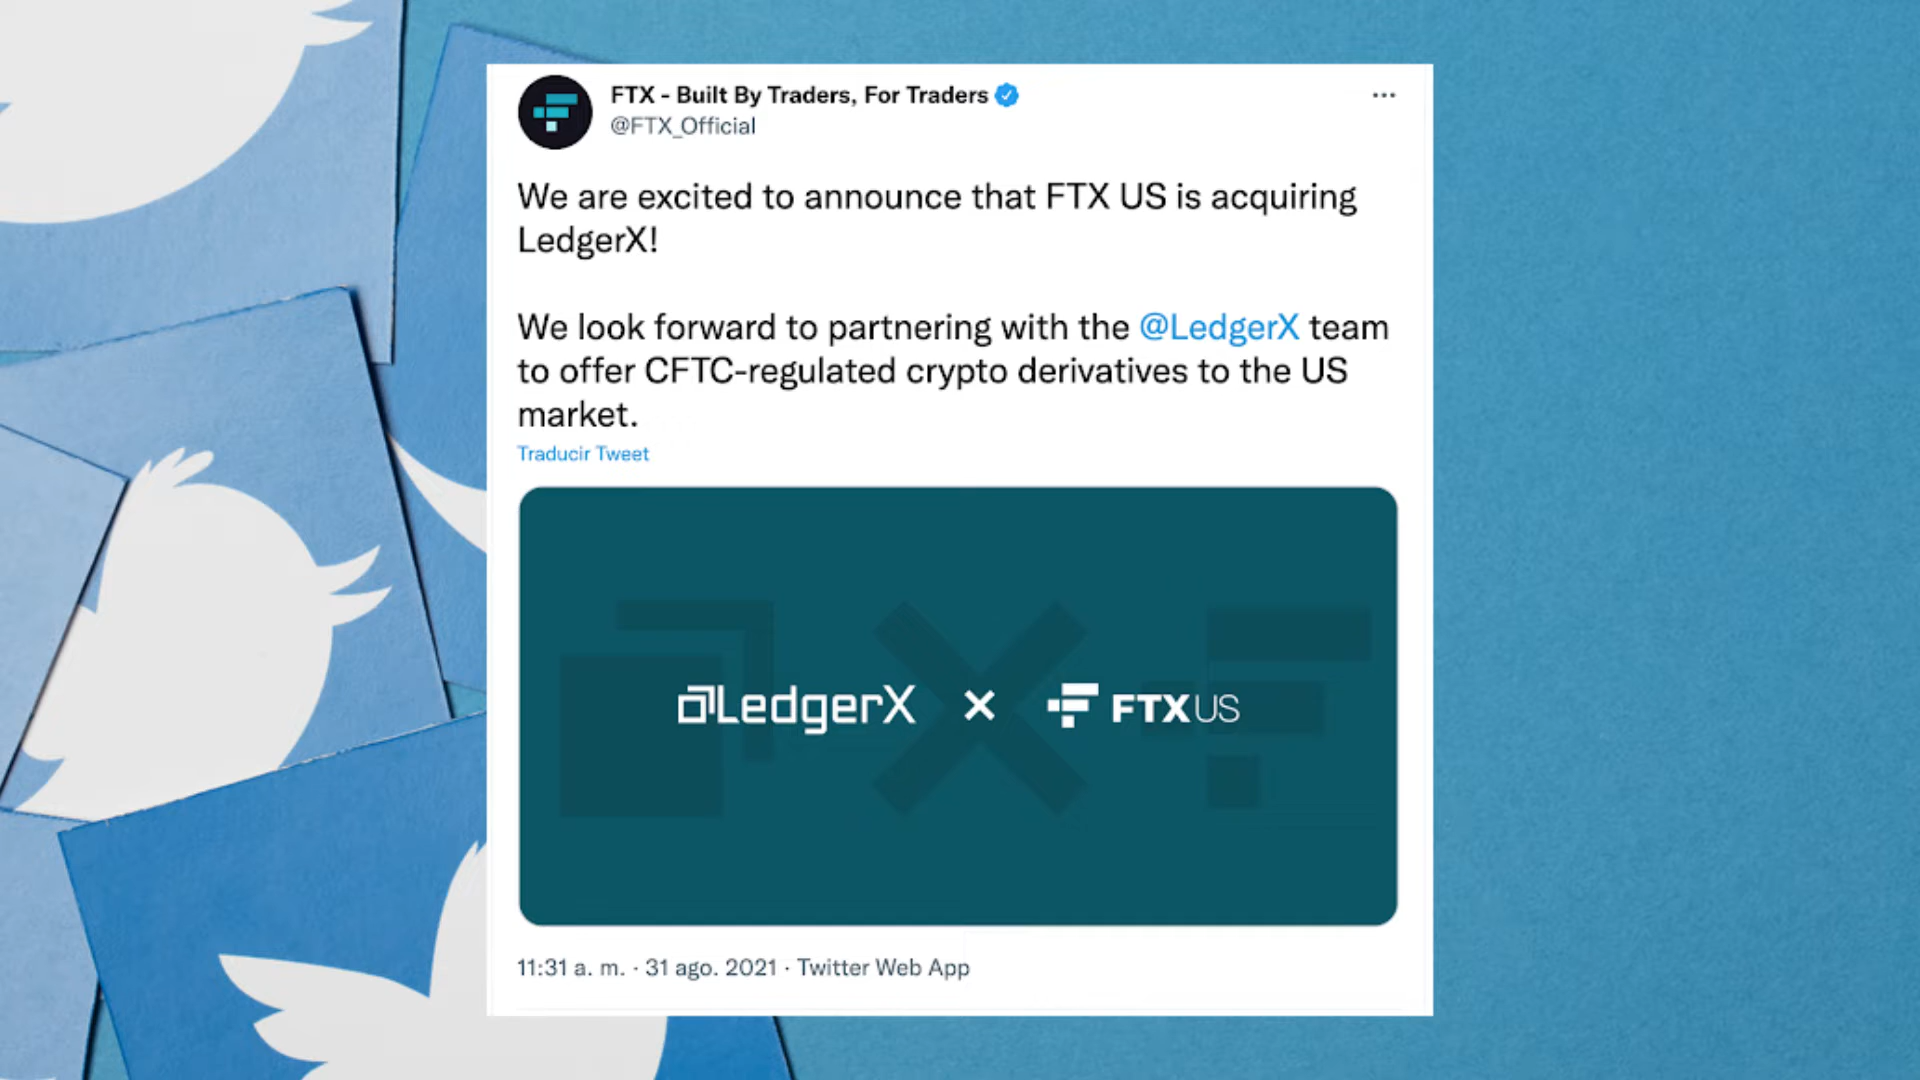 FTX - Built By Traders, For Traders
@FTX_Official
We are excited to announce that FTX US is acquiring
LedgerX!
We look forward to partnering with the @LedgerX team
to offer CFTC-regulated crypto derivatives to the US
market.
Traducir Tweet
LedgerX × FTX US
11:31 a. m. · 31 ago. 2021 · Twitter Web App